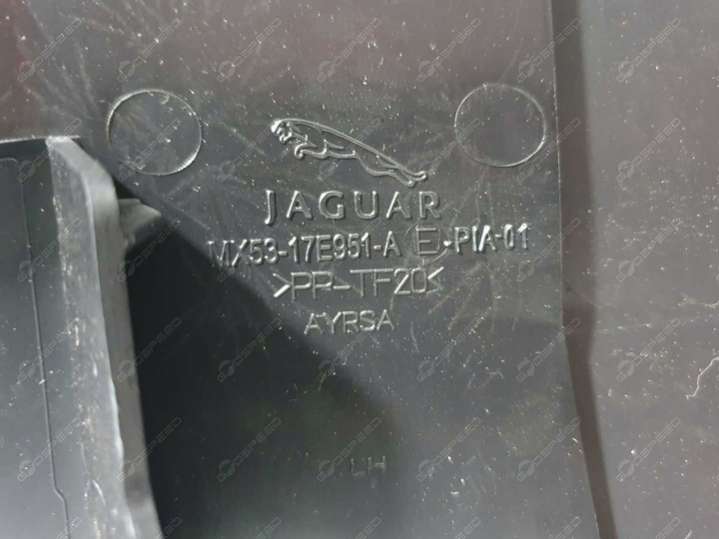 JAGUAR
MX53-17E951-A E-PIA-01
>PP-TF20<
AYRSA
LH